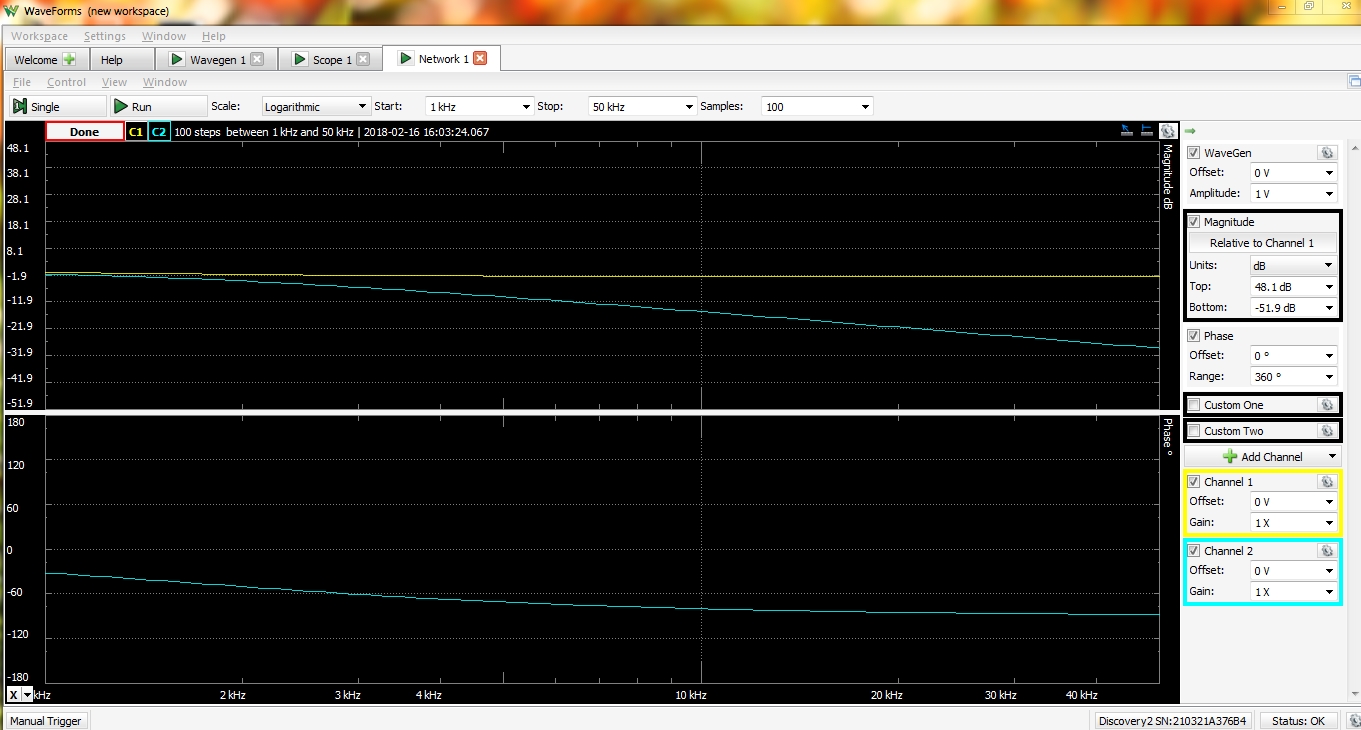 WaveForms (new workspace)
Workspace Settings Window Help
Welcome Help Wavegen 1 Scope 1 Network 1
File Control View Window
Single Run Scale: Logarithmic Start: 1 kHz Stop: 50 kHz Samples: 100
Done C1 C2 100 steps between 1 kHz and 50 kHz | 2018-02-16 16:03:24.067
48.1
38.1
28.1
18.1
8.1
-1.9
-11.9
-21.9
-31.9
-41.9
-51.9
Magnitude dB
180
120
60
0
-60
-120
-180
Phase °
X kHz 2 kHz 3 kHz 4 kHz 10 kHz 20 kHz 30 kHz 40 kHz
WaveGen
Offset: 0 V
Amplitude: 1 V
Magnitude
Relative to Channel 1
Units: dB
Top: 48.1 dB
Bottom: -51.9 dB
Phase
Offset: 0 °
Range: 360 °
Custom One
Custom Two
Add Channel
Channel 1
Offset: 0 V
Gain: 1 X
Channel 2
Offset: 0 V
Gain: 1 X
Manual Trigger Discovery2 SN:210321A376B4 Status: OK